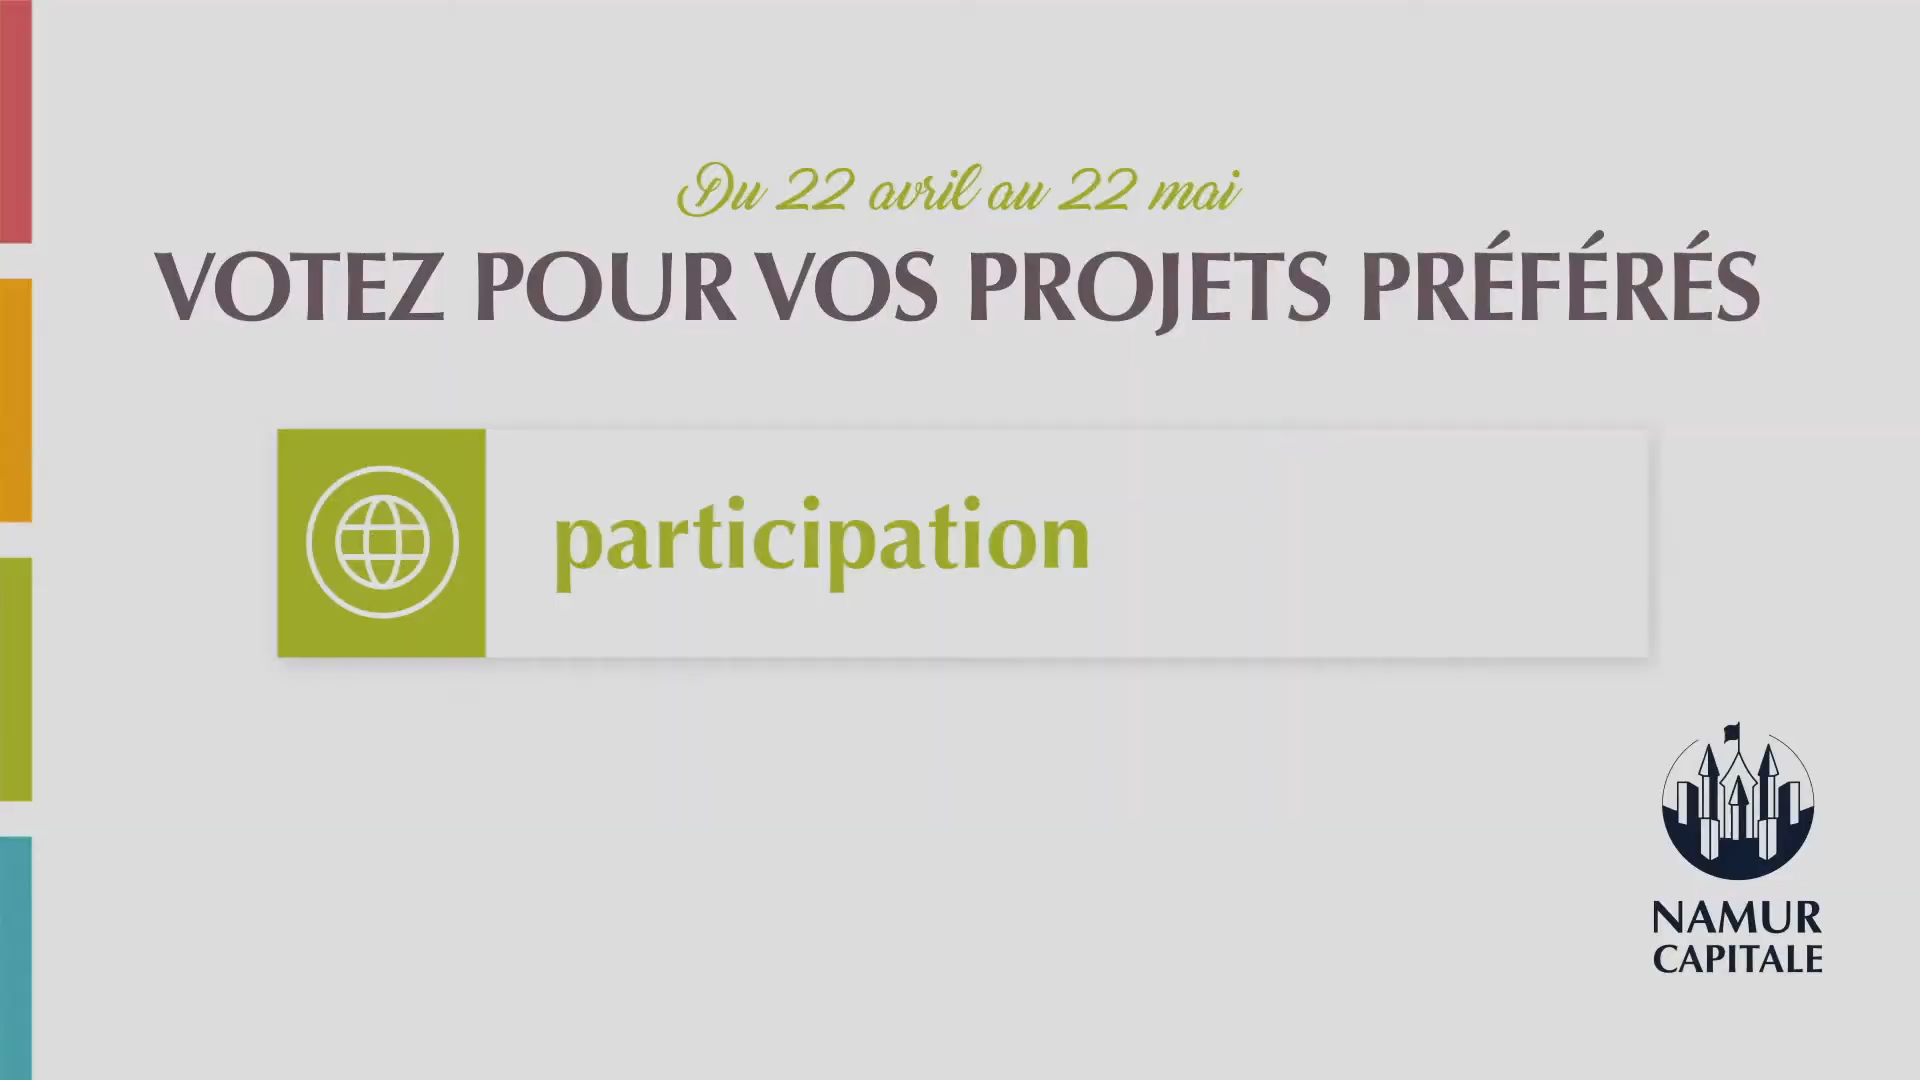 Du 22 avril au 22 mai
VOTEZ POUR VOS PROJETS PRÉFÉRÉS
participation
NAMUR
CAPITALE